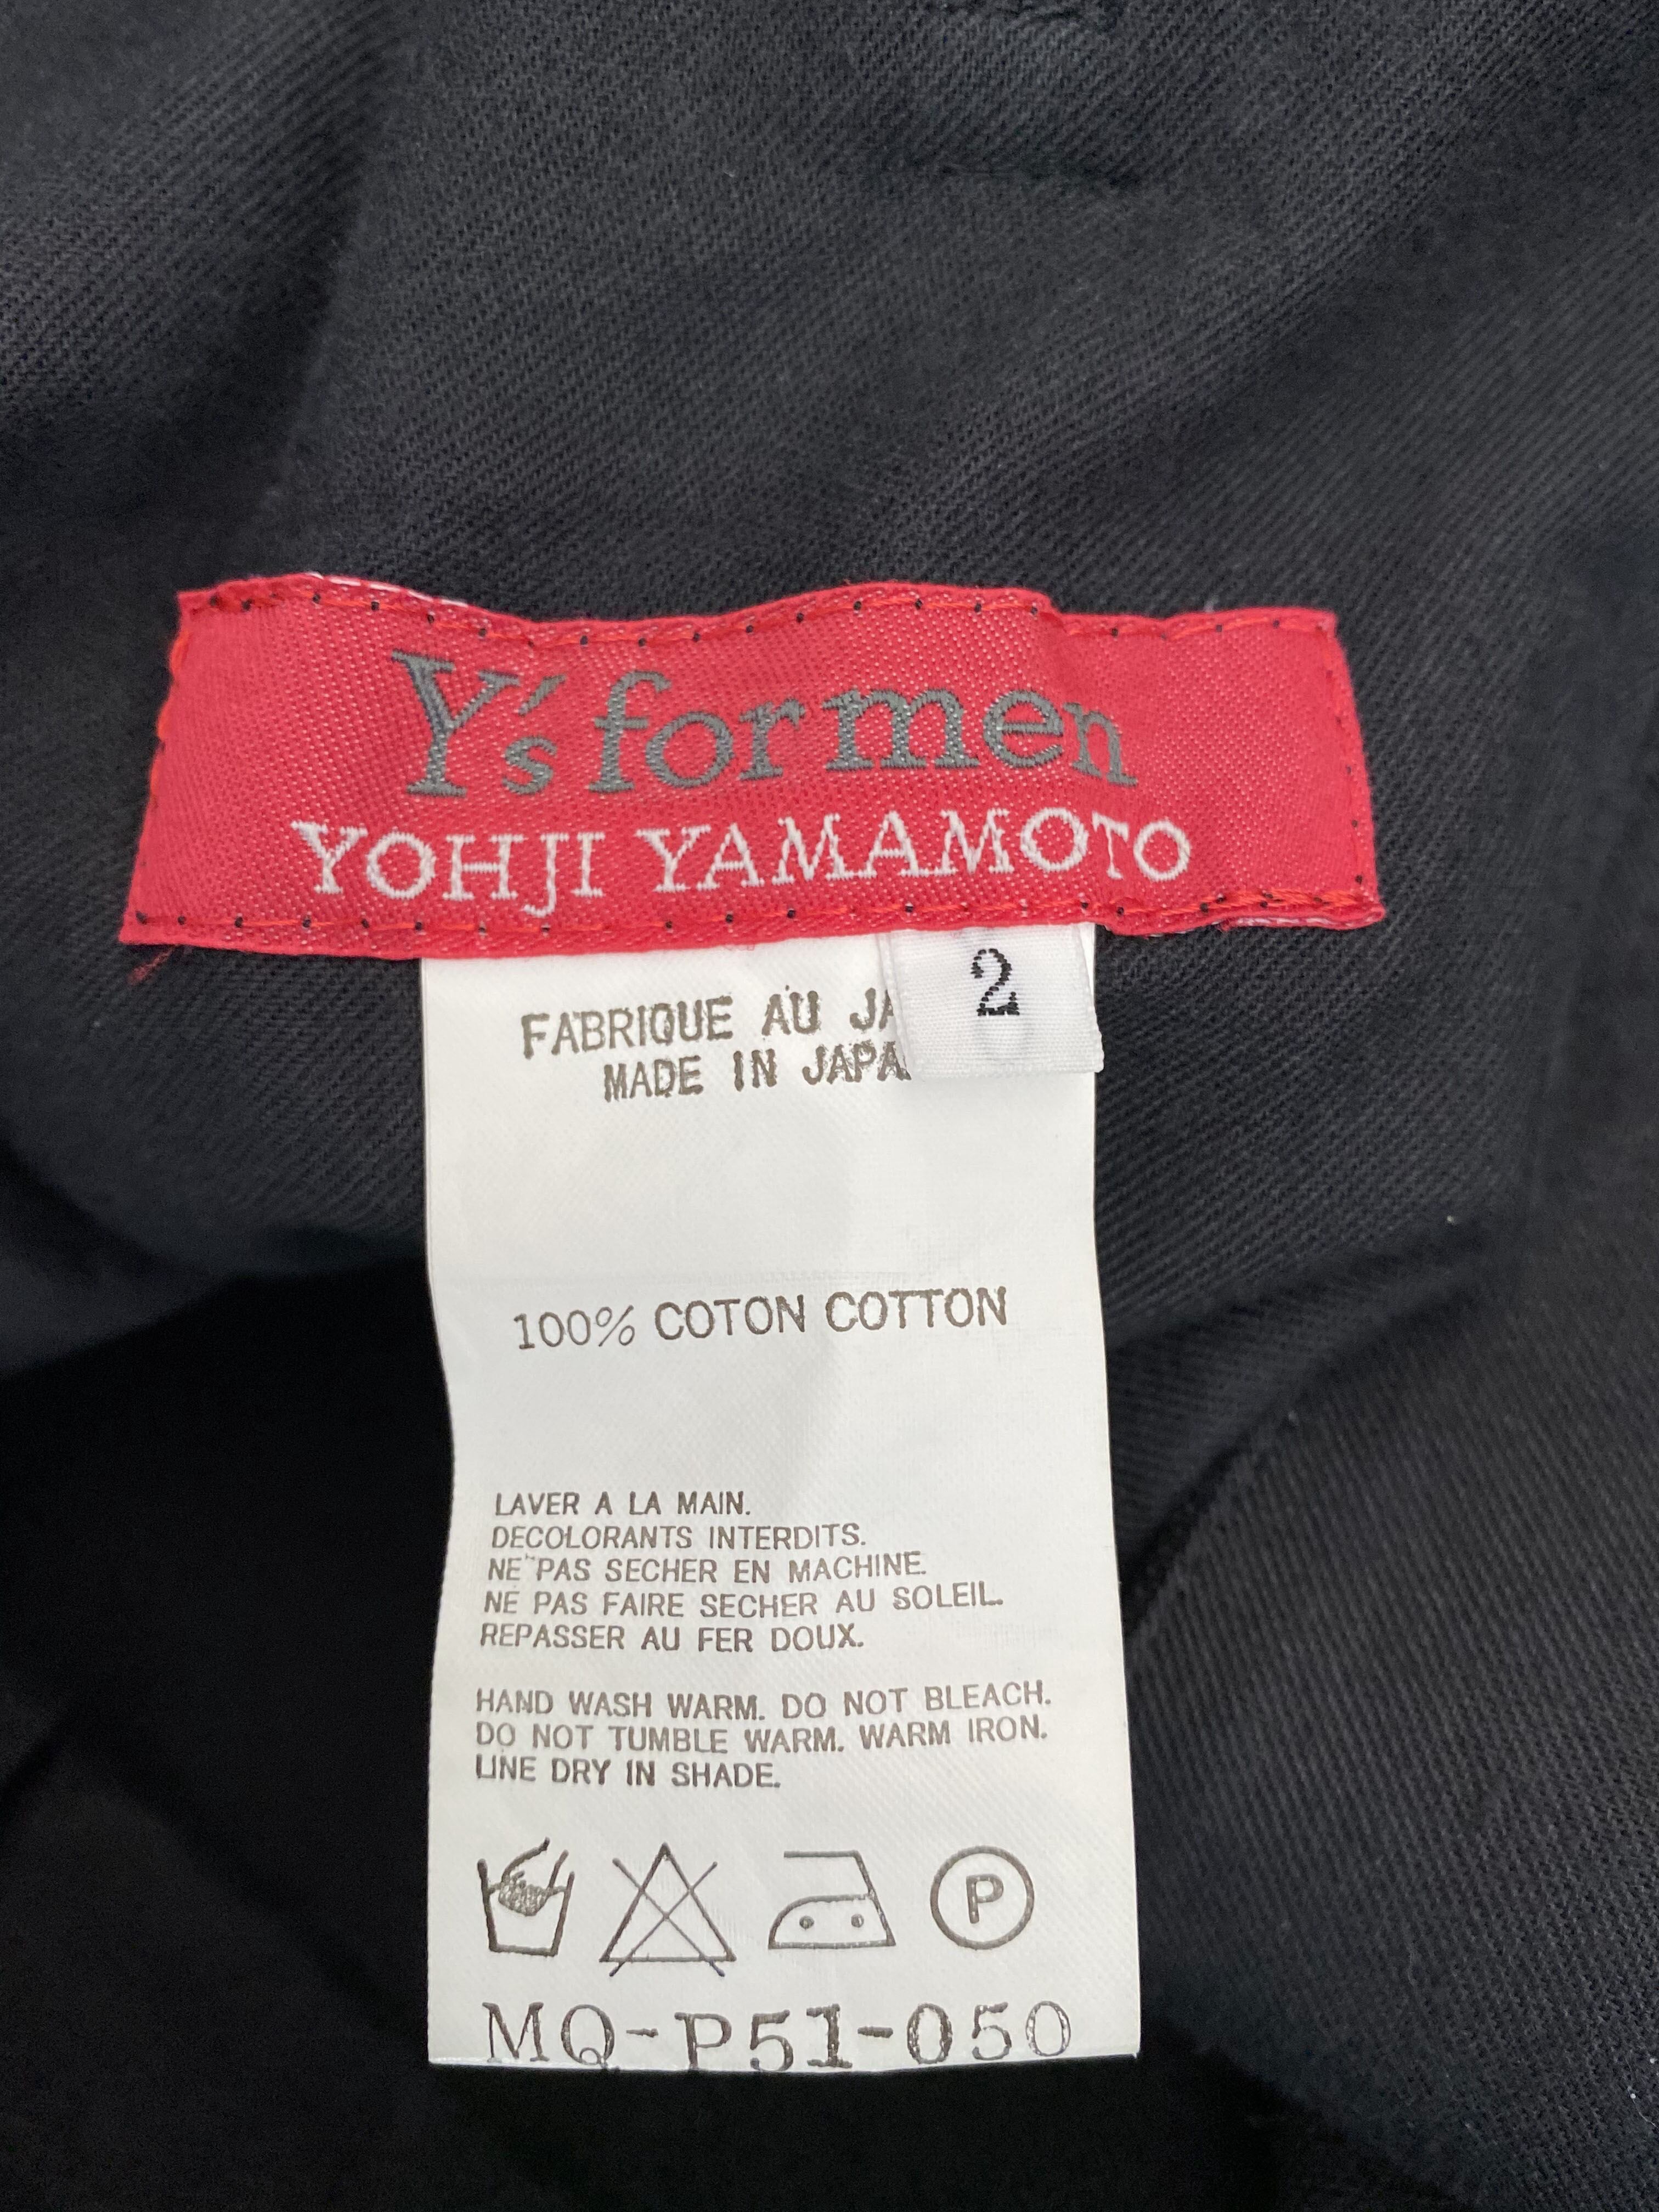 Y's for men
YOHJI YAMAMOTO
2
FABRIQUE AU JA
MADE IN JAPA
100% COTON COTTON
LAVER A LA MAIN.
DECOLORANTS INTERDITS.
NE PAS SECHER EN MACHINE.
NE PAS FAIRE SECHER AU SOLEIL.
REPASSER AU FER DOUX.
HAND WASH WARM. DO NOT BLEACH.
DO NOT TUMBLE WARM. WARM IRON.
LINE DRY IN SHADE.
P
MQ-P51-050